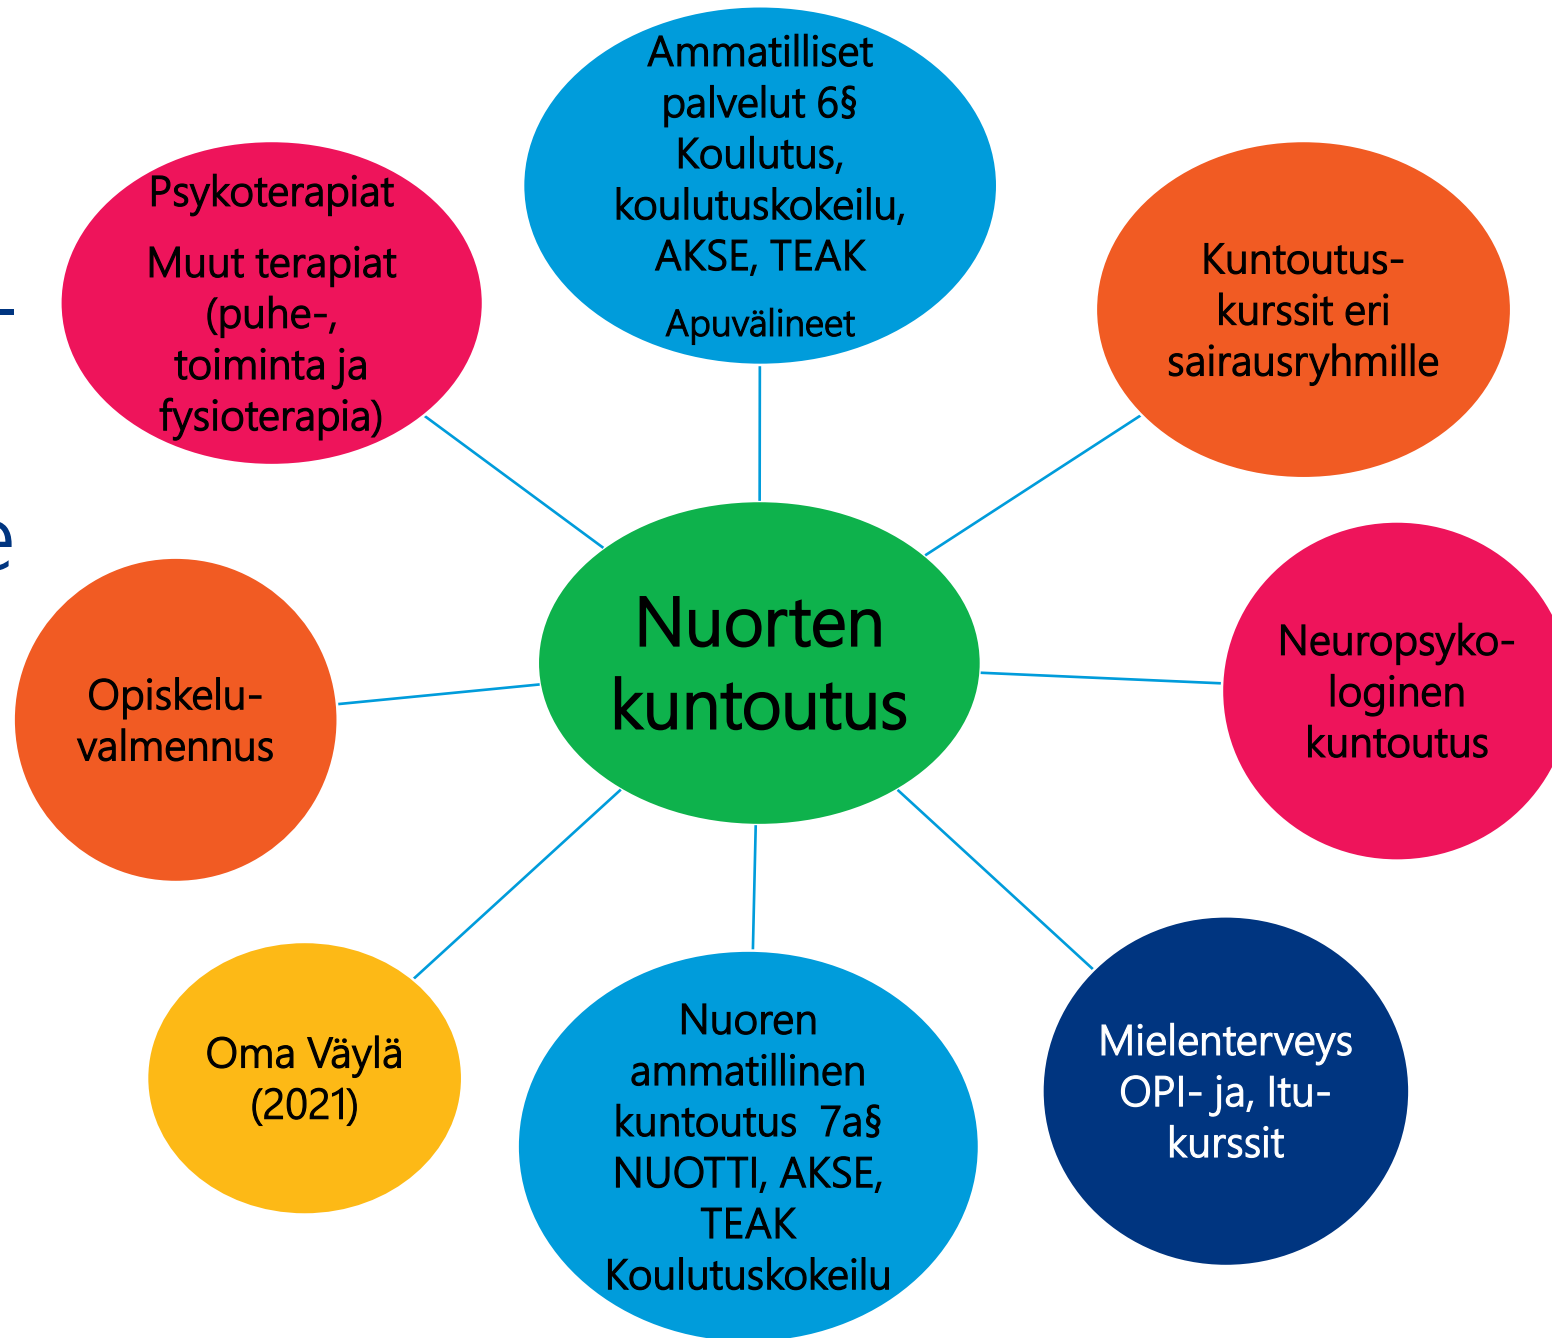 Ammatilliset
palvelut 6§
Koulutus,
koulutuskokeilu,
AKSE, TEAK
Apuvälineet
Psykoterapiat
Muut terapiat
(puhe-,
toiminta ja
fysioterapia)
Kuntoutus-
kurssit eri
sairausryhmille
-
e
Nuorten
kuntoutus
Opiskelu-
valmennus
Neuropsyko-
loginen
kuntoutus
Oma Väylä
(2021)
Nuoren
ammatillinen
kuntoutus 7a§
NUOTTI, AKSE,
TEAK
Koulutuskokeilu
Mielenterveys
OPI- ja, Itu-
kurssit